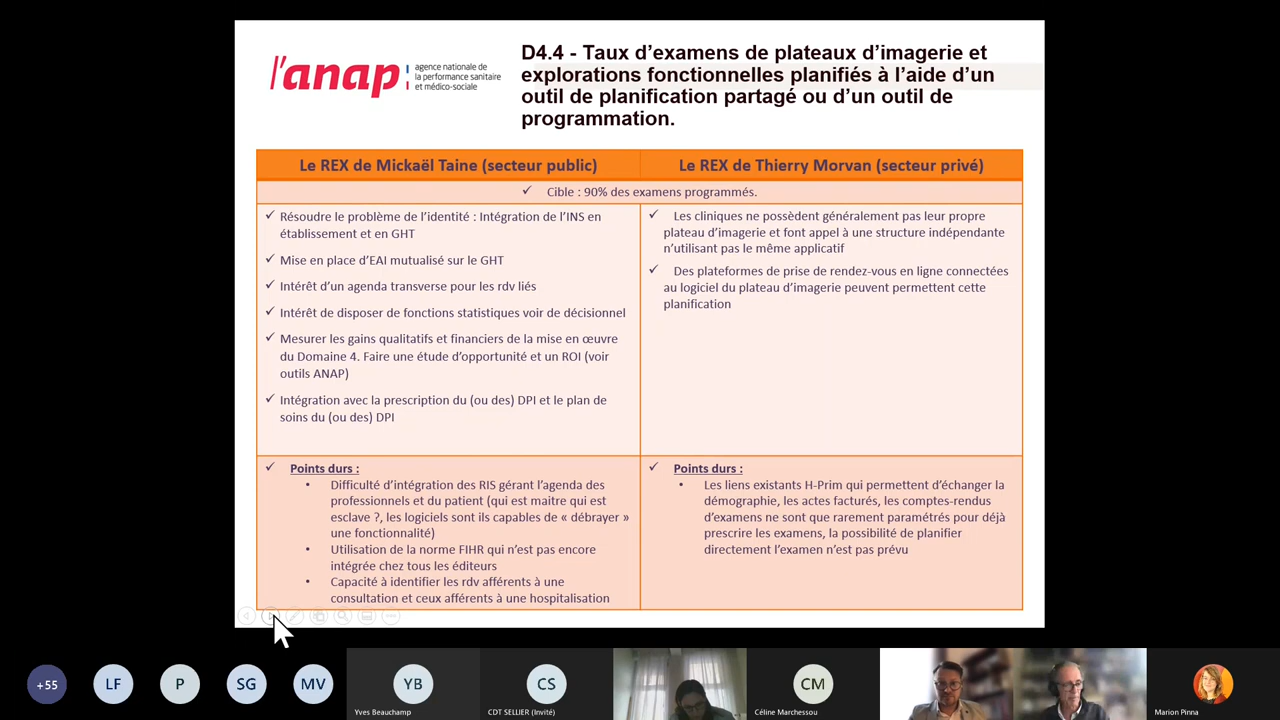 l'anap
agence nationale de
la performance sanitaire
et médico-sociale
D4.4 - Taux d'examens de plateaux d'imagerie et
explorations fonctionnelles planifiés à l'aide d'un
outil de planification partagé ou d'un outil de
programmation.
Le REX de Mickaël Taine (secteur public)
Le REX de Thierry Morvan (secteur privé)
✓ Cible : 90% des examens programmés.
✓ Résoudre le problème de l'identité : Intégration de l'INS en
établissement et en GHT
✓ Mise en place d'EAI mutualisé sur le GHT
✓ Intérêt d'un agenda transverse pour les rdv liés
✓ Intérêt de disposer de fonctions statistiques voir de décisionnel
✓ Mesurer les gains qualitatifs et financiers de la mise en œuvre
du Domaine 4. Faire une étude d'opportunité et un ROI (voir
outils ANAP)
✓ Intégration avec la prescription du (ou des) DPI et le plan de
soins du (ou des) DPI
✓ Les cliniques ne possèdent généralement pas leur propre
plateau d'imagerie et font appel à une structure indépendante
n'utilisant pas le même applicatif
✓ Des plateformes de prise de rendez-vous en ligne connectées
au logiciel du plateau d'imagerie peuvent permettent cette
planification
✓ Points durs :
• Difficulté d'intégration des RIS gérant l'agenda des
professionnels et du patient (qui est maitre qui est
esclave ?, les logiciels sont ils capables de « débrayer »
une fonctionnalité)
• Utilisation de la norme FIHR qui n'est pas encore
intégrée chez tous les éditeurs
• Capacité à identifier les rdv afférents à une
consultation et ceux afférents à une hospitalisation
✓ Points durs :
• Les liens existants H-Prim qui permettent d'échanger la
démographie, les actes facturés, les comptes-rendus
d'examens ne sont que rarement paramétrés pour déjà
prescrire les examens, la possibilité de planifier
directement l'examen n'est pas prévu
+55
LF
P
SG
MV
YB
Yves Beauchamp
CS
CDT SELLIER (Invité)
CM
Céline Marchessou
Marion Pinna